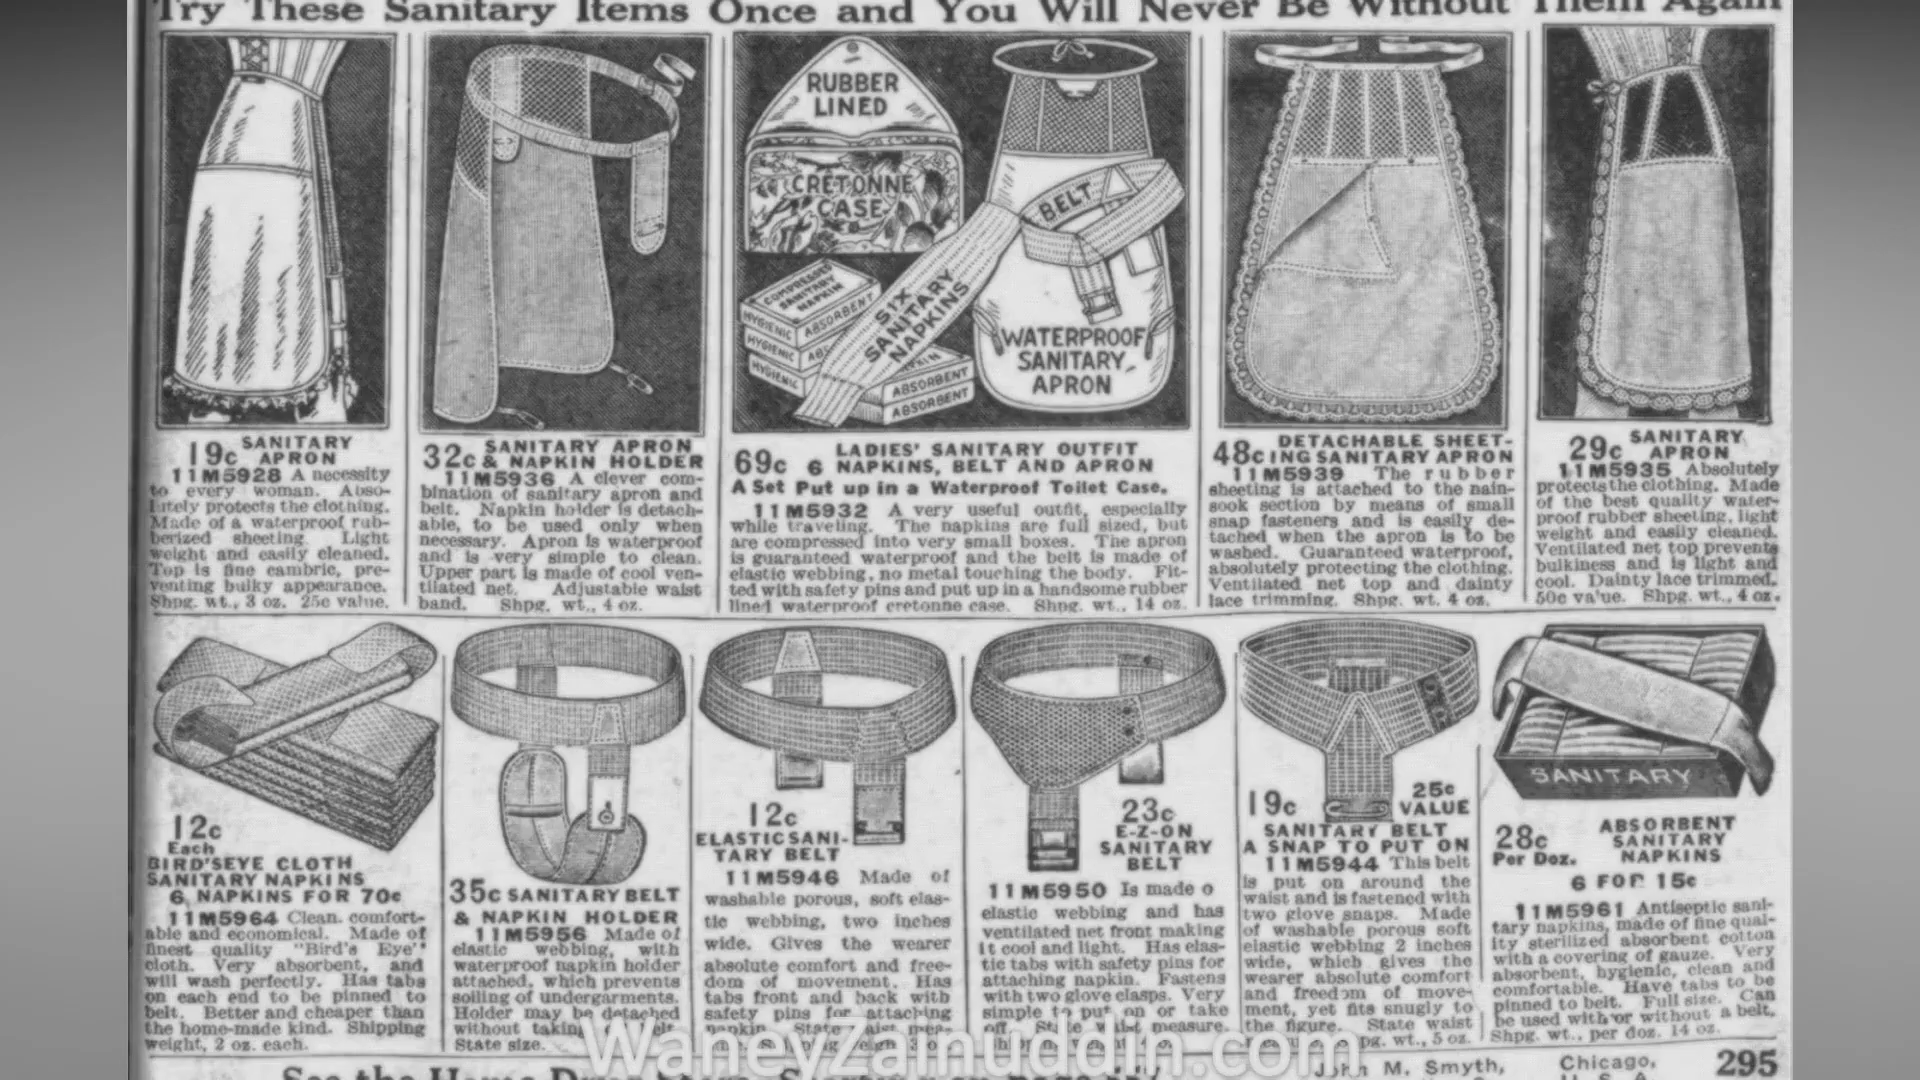 Try These Sanitary Items Once and You Will Never Be Without Them Again
RUBBER
LINED
CRETONNE
CASE
COMPRESSED
SANITARY
NAPKIN
HYGIENIC ABSORBENT
HYGIENIC
HYGIENIC
SIX
SANITARY
NAPKINS
ABSORBENT
ABSORBENT
BELT
WATERPROOF
SANITARY
APRON
19c SANITARY
APRON
11M5928 A necessity
to every woman. Abso-
lutely protects the clothing.
Made of a waterproof rub-
berized sheeting. Light
weight and easily cleaned.
Top is fine cambric, pre-
venting bulky appearance.
Shpg. wt., 3 oz. 25c value.
32c SANITARY APRON
& NAPKIN HOLDER
11M5936 A clever com-
bination of sanitary apron and
belt. Napkin holder is detach-
able, to be used only when
necessary. Apron is waterproof
and is very simple to clean.
Upper part is made of cool ven-
tilated net. Adjustable waist
band. Shpg. wt., 4 oz.
69c LADIES' SANITARY OUTFIT
6 NAPKINS, BELT AND APRON
A Set Put up in a Waterproof Toilet Case.
11M5932 A very useful outfit, especially
while traveling. The napkins are full sized, but
are compressed into very small boxes. The apron
is guaranteed waterproof and the belt is made of
elastic webbing, no metal touching the body. Fit-
ted with safety pins and put up in a handsome rubber
lined waterproof cretonne case. Shpg. wt., 14 oz.
48c DETACHABLE SHEET-
ING SANITARY APRON
11M5939 The rubber
sheeting is attached to the nain-
sook section by means of small
snap fasteners and is easily de-
tached when the apron is to be
washed. Guaranteed waterproof,
absolutely protecting the clothing.
Ventilated net top and dainty
lace trimming. Shpg. wt. 4 oz.
29c SANITARY
APRON
11M5935 Absolutely
protects the clothing. Made
of the best quality water-
proof rubber sheeting, light
weight and easily cleaned.
Ventilated net top prevents
bulkiness and is light and
cool. Dainty lace trimmed.
50c value. Shpg. wt., 4 oz.
12c
Each
BIRD'SEYE CLOTH
SANITARY NAPKINS
6 NAPKINS FOR 70c
11M5964 Clean, comfort-
able and economical. Made of
finest quality "Bird's Eye"
cloth. Very absorbent, and
will wash perfectly. Has tabs
on each end to be pinned to
belt. Better and cheaper than
the home-made kind. Shipping
weight, 2 oz. each.
35c SANITARY BELT
& NAPKIN HOLDER
11M5956 Made of
elastic webbing, with
waterproof napkin holder
attached, which prevents
soiling of undergarments.
Holder may be detached
without taking
State size.
12c
ELASTIC SANI-
TARY BELT
11M5946 Made of
washable porous, soft elas-
tic webbing, two inches
wide. Gives the wearer
absolute comfort and free-
dom of movement. Has
tabs front and back with
safety pins for attaching
napkin. State waist mea-
23c
E-Z-ON
SANITARY
BELT
11M5950 Is made o
elastic webbing and has
ventilated net front making
it cool and light. Has elas-
tic tabs with safety pins for
attaching napkin. Fastens
with two glove clasps. Very
simple to put on or take
off. State waist measure.
19c 25c
VALUE
SANITARY BELT
A SNAP TO PUT ON
11M5944 This belt
is put on around the
waist and is fastened with
two glove snaps. Made
of washable porous soft
elastic webbing 2 inches
wide, which gives the
wearer absolute comfort
and freedom of move-
ment, yet fits snugly to
the figure. State waist
wt., 5 oz.
SANITARY
28c
Per Doz.
ABSORBENT
SANITARY
NAPKINS
6 FOR 15c
11M5961 Antiseptic sani-
tary napkins, made of fine qual-
ity sterilized absorbent cotton
with a covering of gauze. Very
absorbent, hygienic, clean and
comfortable. Have tabs to be
pinned to belt. Full size. Can
be used with or without a belt.
Shpg. wt., per doz. 14 oz.
WaneyZainuddin.com
John M. Smyth, Chicago, 295